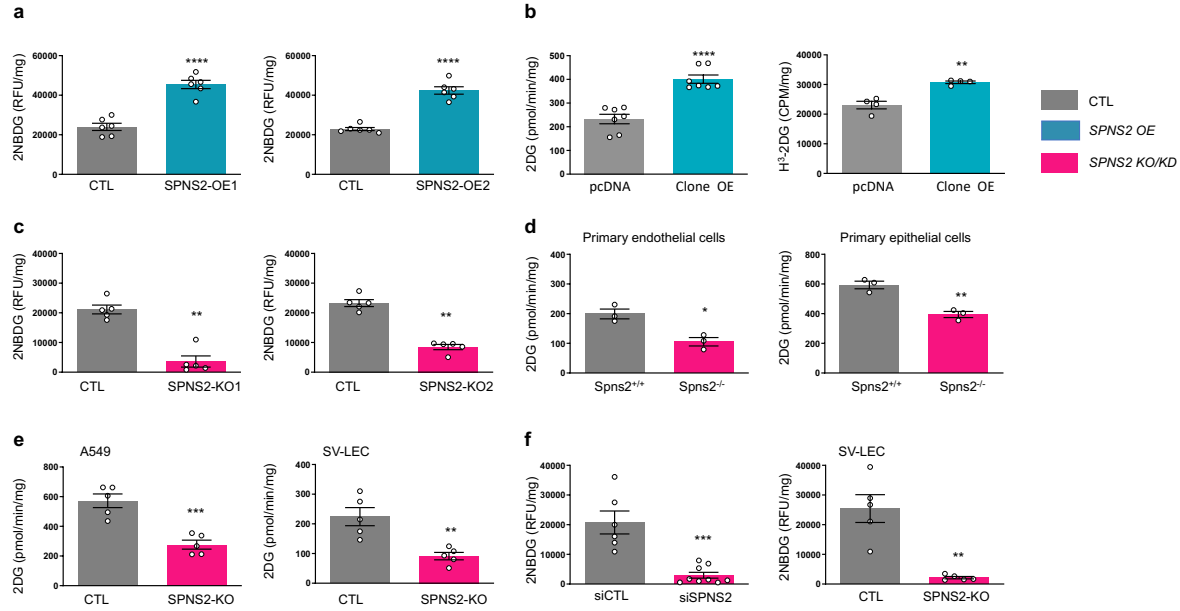 a
2NBDG (RFU/mg)
60000
40000
20000
0
****
CTL
SPNS2-OE1
2NBDG (RFU/mg)
60000
40000
20000
0
****
CTL
SPNS2-OE2
b
2DG (pmol/min/mg)
500
400
300
200
100
0
****
pcDNA
Clone OE
H³-2DG (CPM/mg)
40000
30000
20000
10000
0
**
pcDNA
Clone OE
CTL
SPNS2 OE
SPNS2 KO/KD
c
2NBDG (RFU/mg)
40000
30000
20000
10000
0
**
CTL
SPNS2-KO1
2NBDG (RFU/mg)
40000
30000
20000
10000
0
**
CTL
SPNS2-KO2
d
Primary endothelial cells
2DG (pmol/min/mg)
400
300
200
100
0
*
Spns2⁺/⁺
Spns2⁻/⁻
Primary epithelial cells
2DG (pmol/min/mg)
800
600
400
200
0
**
Spns2⁺/⁺
Spns2⁻/⁻
e
A549
2DG (pmol/min/mg)
800
600
400
200
0
***
CTL
SPNS2-KO
SV-LEC
2DG (pmol/min/mg)
400
300
200
100
0
**
CTL
SPNS2-KO
f
2NBDG (RFU/mg)
40000
30000
20000
10000
0
***
siCTL
siSPNS2
SV-LEC
2NBDG (RFU/mg)
40000
30000
20000
10000
0
**
CTL
SPNS2-KO